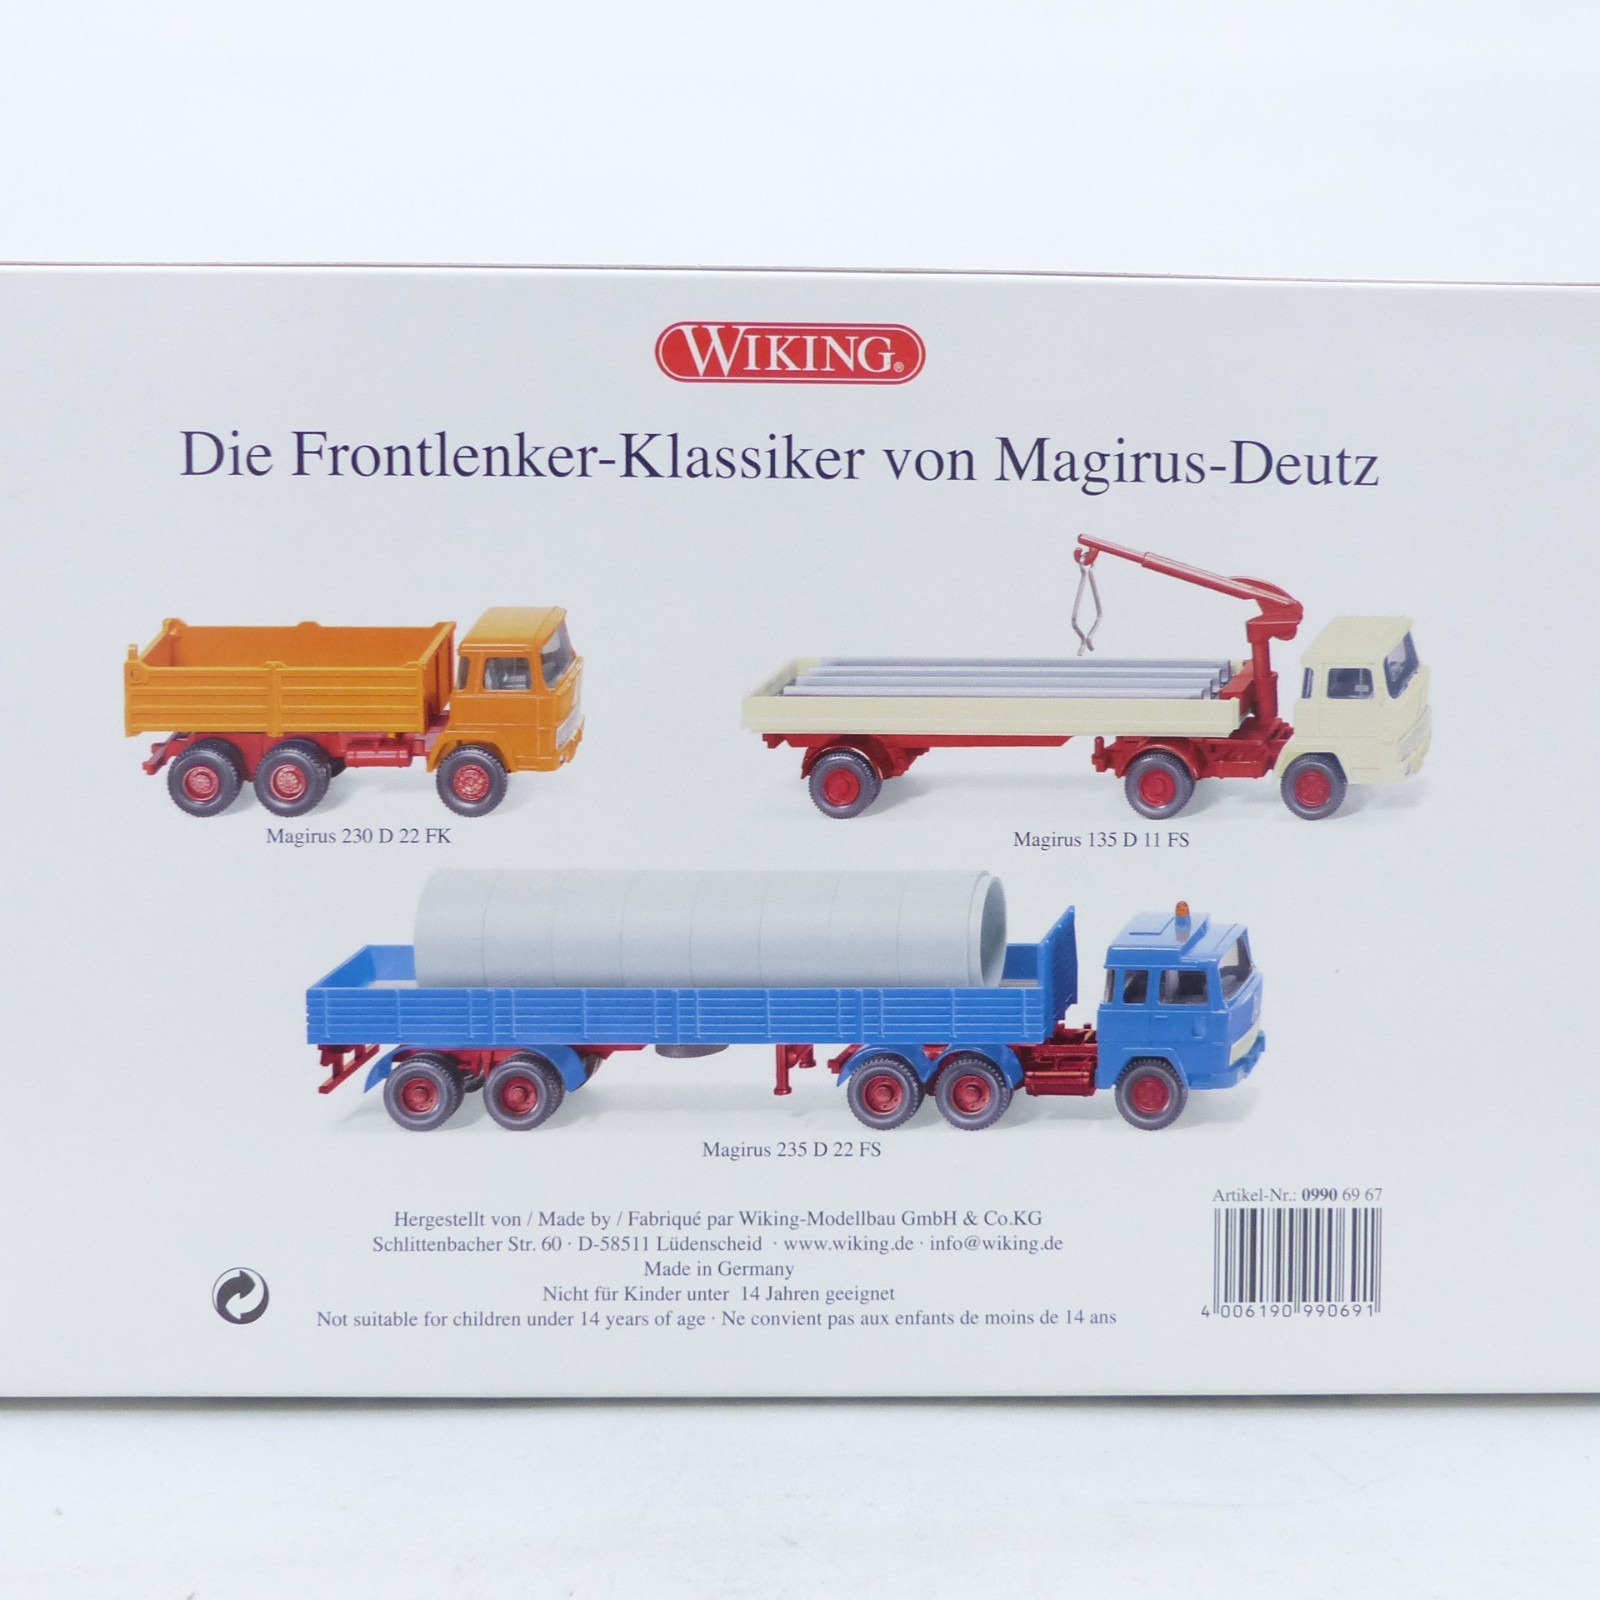 WIKING®
Die Frontlenker-Klassiker von Magirus-Deutz
Magirus 230 D 22 FK
Magirus 135 D 11 FS
Magirus 235 D 22 FS
Artikel-Nr.: 0990 69 67
Hergestellt von / Made by / Fabriqué par Wiking-Modellbau GmbH & Co.KG
Schlittenbacher Str. 60 · D-58511 Lüdenscheid · www.wiking.de · info@wiking.de
Made in Germany
Nicht für Kinder unter 14 Jahren geeignet
Not suitable for children under 14 years of age · Ne convient pas aux enfants de moins de 14 ans
4 006190 990691